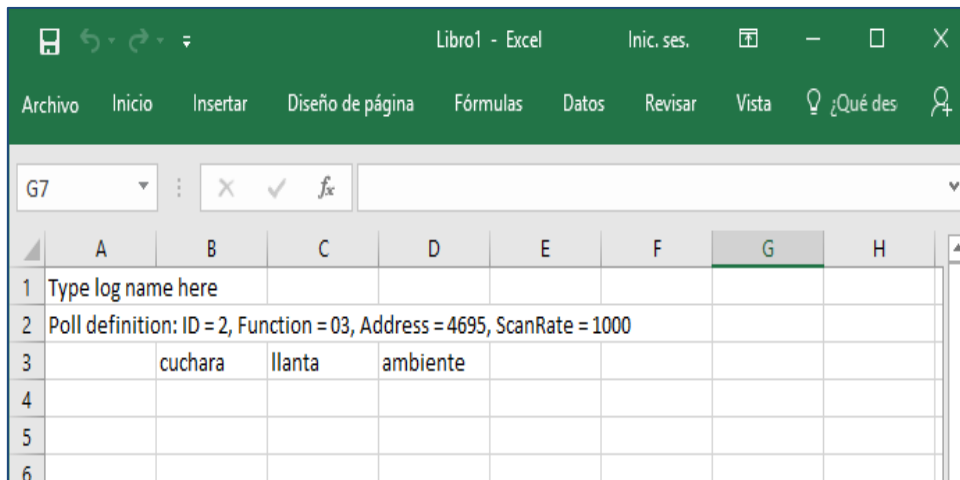 Libro1 - Excel Inic. ses.
Archivo Inicio Insertar Diseño de página Fórmulas Datos Revisar Vista ¿Qué des
G7 fx
A B C D E F G H
1 Type log name here
2 Poll definition: ID = 2, Function = 03, Address = 4695, ScanRate = 1000
3 cuchara llanta ambiente
4
5
6